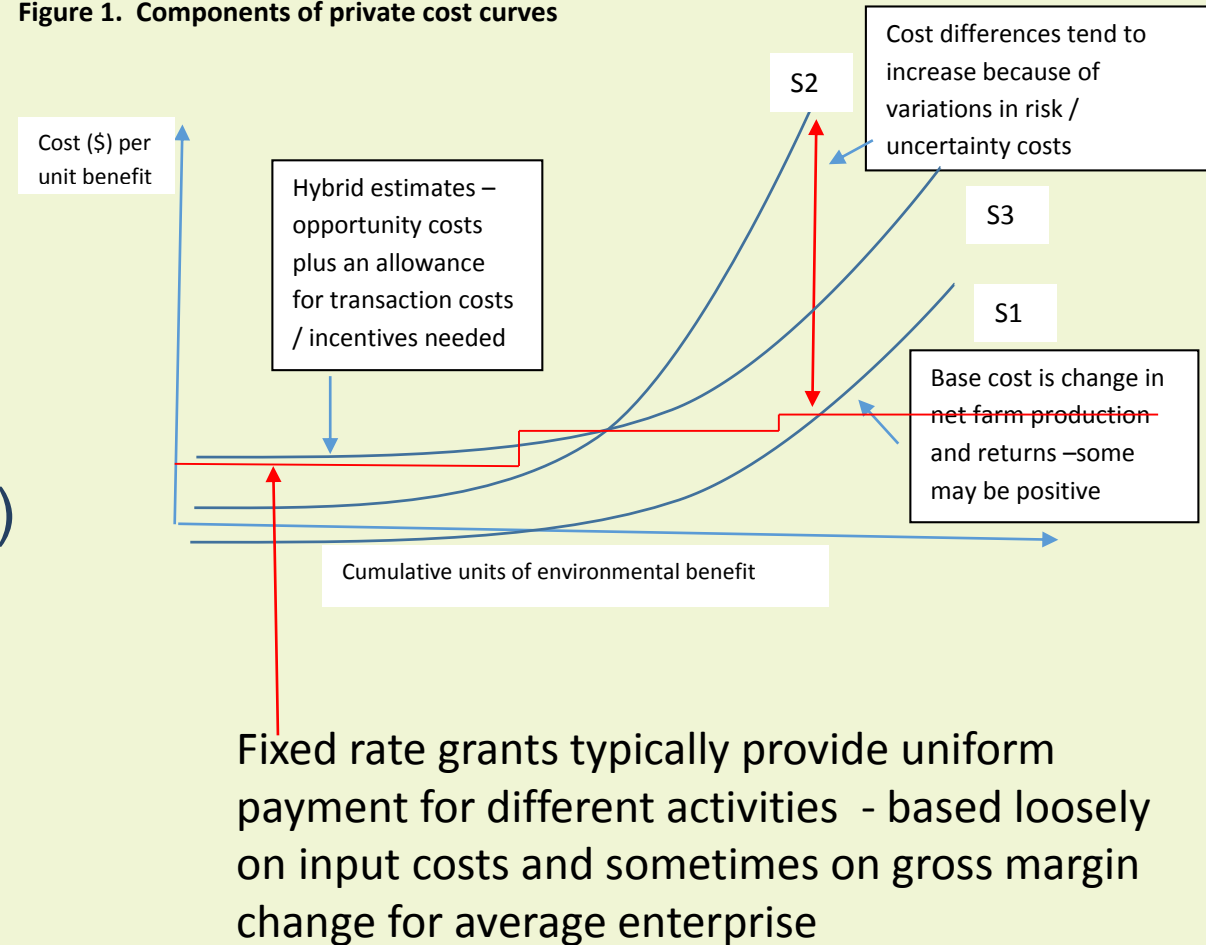 Figure 1.  Components of private cost curves
Cost differences tend to
increase because of
variations in risk /
uncertainty costs
S2
Cost ($) per
unit benefit
Hybrid estimates –
opportunity costs
plus an allowance
for transaction costs
/ incentives needed
S3
S1
Base cost is change in
net farm production
and returns –some
may be positive
)
Cumulative units of environmental benefit
Fixed rate grants typically provide uniform
payment for different activities  - based loosely
on input costs and sometimes on gross margin
change for average enterprise